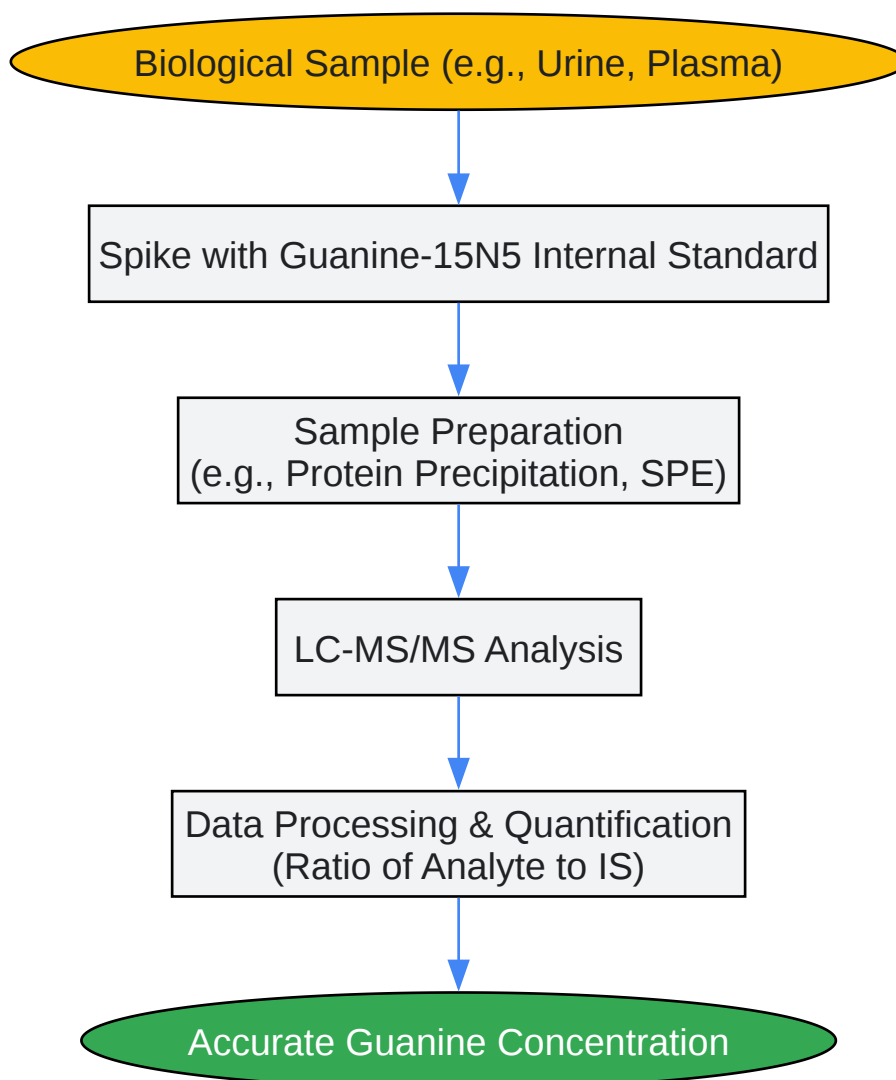 Biological Sample (e.g., Urine, Plasma)
Spike with Guanine-15N5 Internal Standard
Sample Preparation
(e.g., Protein Precipitation, SPE)
LC-MS/MS Analysis
Data Processing & Quantification
(Ratio of Analyte to IS)
Accurate Guanine Concentration